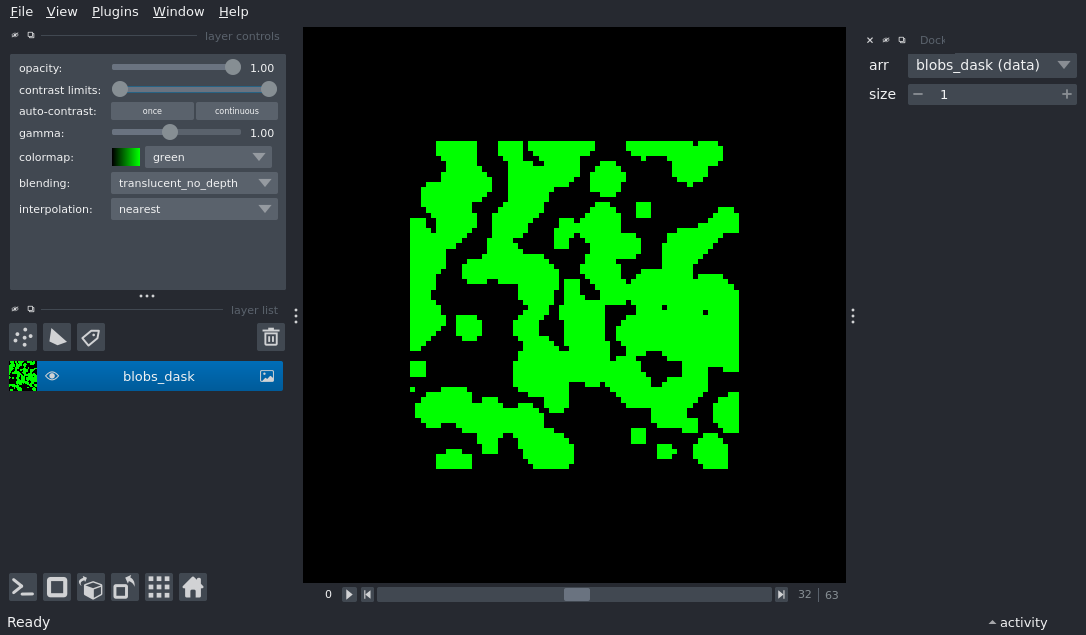 File View Plugins Window Help
layer controls
opacity: 1.00
contrast limits:
auto-contrast: once continuous
gamma: 1.00
colormap: green
blending: translucent_no_depth
interpolation: nearest
layer list
blobs_dask
Dock
arr blobs_dask (data)
size 1
0 32 63
Ready
activity